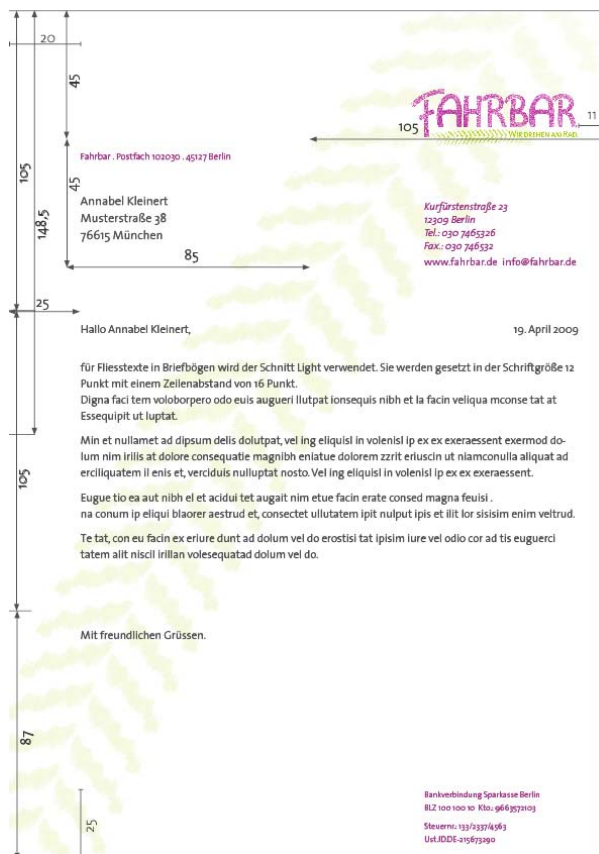 20
45
FAHRBAR
WIR DREHEN AM RAD.
11
105
Fahrbar . Postfach 102030 . 45127 Berlin
105
45
148,5
Annabel Kleinert
Musterstraße 38
76615 München
Kurfürstenstraße 23
12309 Berlin
Tel.: 030 7465326
Fax.: 030 746532
www.fahrbar.de info@fahrbar.de
85
25
Hallo Annabel Kleinert,
19. April 2009
für Fliesstexte in Briefbögen wird der Schnitt Light verwendet. Sie werden gesetzt in der Schriftgröße 12
Punkt mit einem Zeilenabstand von 16 Punkt.
Digna faci tem voloborpero odo euis augueri llutpat ionsequis nibh et la facin veliqua mconse tat at
Essequipit ut luptat.
Min et nullamet ad dipsum delis dolutpat, vel ing eliquisl in volenisl ip ex ex exeraessent exermod do-
lum nim irilis at dolore consequatie magnibh eniatue dolorem zzrit eriuscin ut niamconulla aliquat ad
erciliquatem il enis et, verciduis nulluptat nosto. Vel ing eliquisl in volenisl ip ex ex exeraessent.
105
Eugue tio ea aut nibh el et acidui tet augait nim etue facin erate consed magna feuisi .
na conum ip eliqui blaorer aestrud et, consectet ullutatem ipit nulput ipis et ilit lor sisisim enim veltrud.
Te tat, con eu facin ex eriure dunt ad dolum vel do erostisi tat ipisim iure vel odio cor ad tis euguerci
tatem alit niscil irillan volesequatad dolum vel do.
Mit freundlichen Grüssen.
87
25
Bankverbindung Sparkasse Berlin
BLZ 100 100 10 Kto.: 9663572103
Steuernr.: 133/2337/4563
Ust.ID:DE-215673290